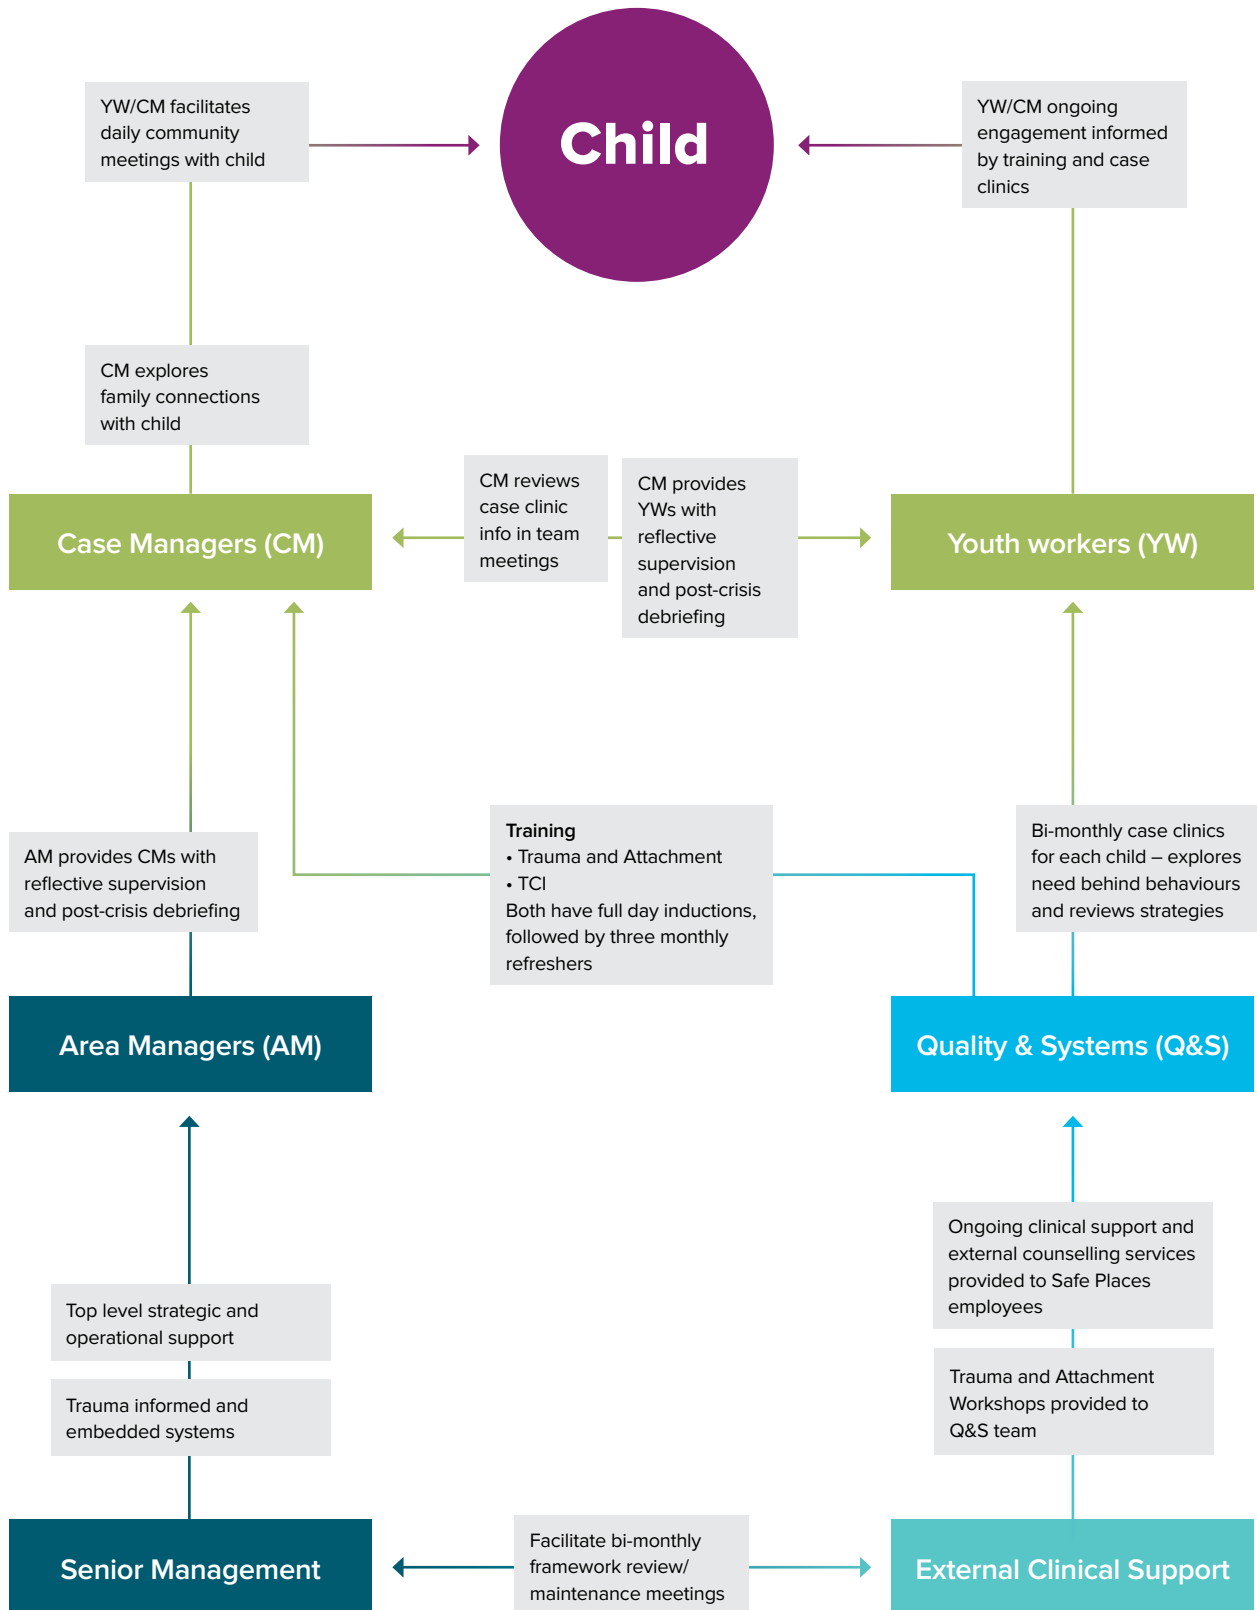 YW/CM facilitates
daily community
meetings with child
Child
YW/CM ongoing
engagement informed
by training and case
clinics
CM explores
family connections
with child
Case Managers (CM)
CM reviews
case clinic
info in team
meetings
CM provides
YWs with
reflective
supervision
and post-crisis
debriefing
Youth workers (YW)
AM provides CMs with
reflective supervision
and post-crisis debriefing
Training
• Trauma and Attachment
• TCI
Both have full day inductions,
followed by three monthly
refreshers
Bi-monthly case clinics
for each child – explores
need behind behaviours
and reviews strategies
Area Managers (AM)
Quality & Systems (Q&S)
Top level strategic and
operational support
Trauma informed and
embedded systems
Ongoing clinical support and
external counselling services
provided to Safe Places
employees
Trauma and Attachment
Workshops provided to
Q&S team
Senior Management
Facilitate bi-monthly
framework review/
maintenance meetings
External Clinical Support